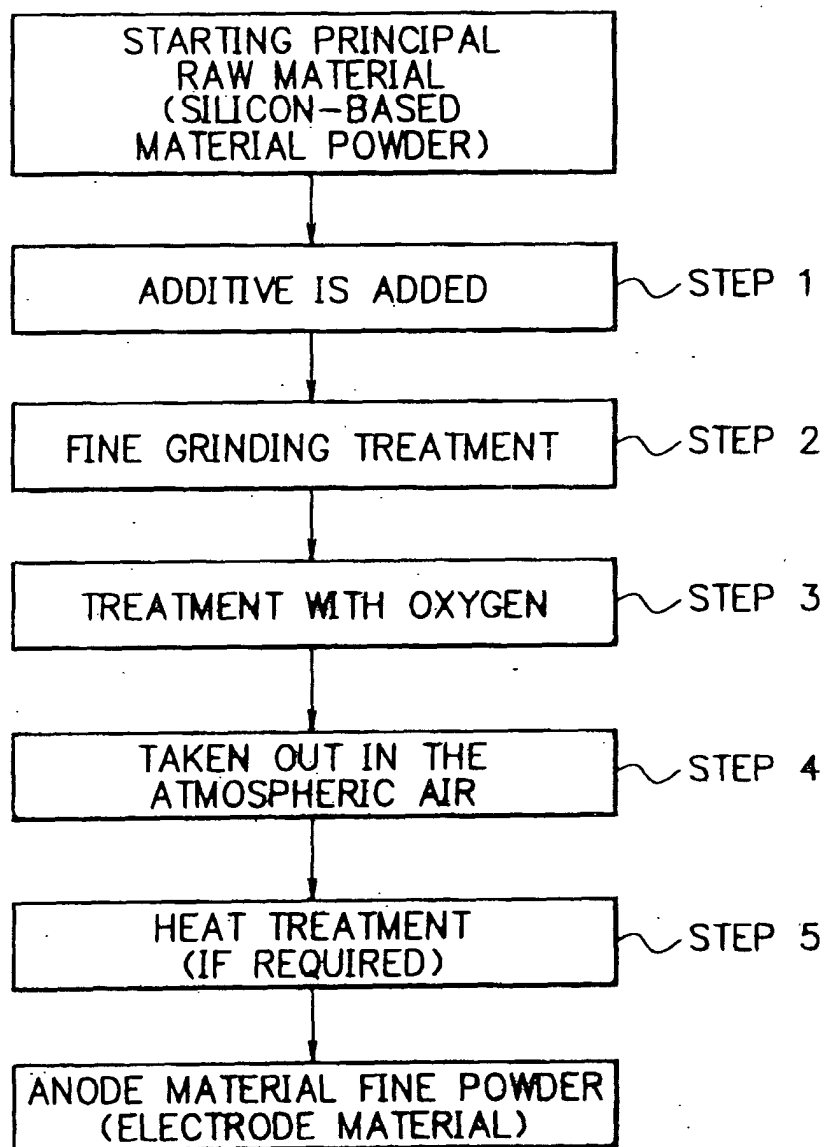 STARTING PRINCIPAL
RAW MATERIAL
(SILICON-BASED
MATERIAL POWDER)
ADDITIVE IS ADDED
STEP 1
FINE GRINDING TREATMENT
STEP 2
TREATMENT WITH OXYGEN
STEP 3
TAKEN OUT IN THE
ATMOSPHERIC AIR
STEP 4
HEAT TREATMENT
(IF REQUIRED)
STEP 5
ANODE MATERIAL FINE POWDER
(ELECTRODE MATERIAL)